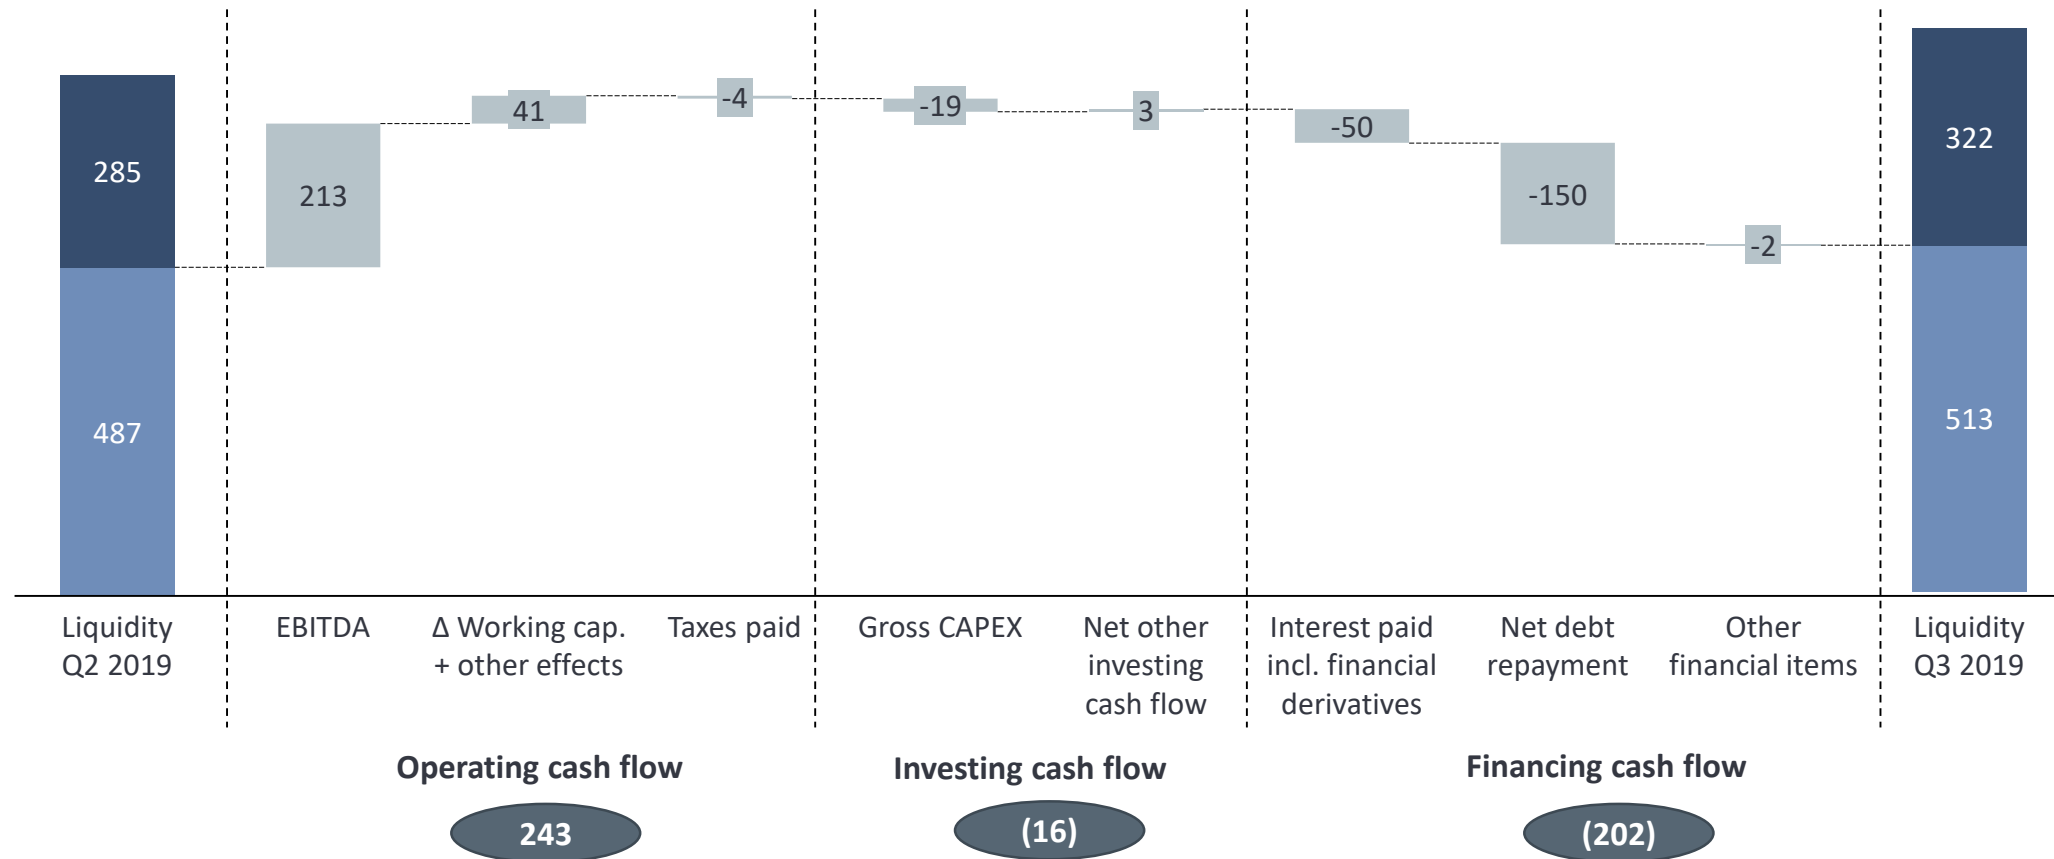 285
487
213
41
-4
-19
3
-50
-150
-2
322
513
Liquidity
Q2 2019
EBITDA
Δ Working cap.
+ other effects
Taxes paid
Gross CAPEX
Net other
investing
cash flow
Interest paid
incl. financial
derivatives
Net debt
repayment
Other
financial items
Liquidity
Q3 2019
Operating cash flow
243
Investing cash flow
(16)
Financing cash flow
(202)